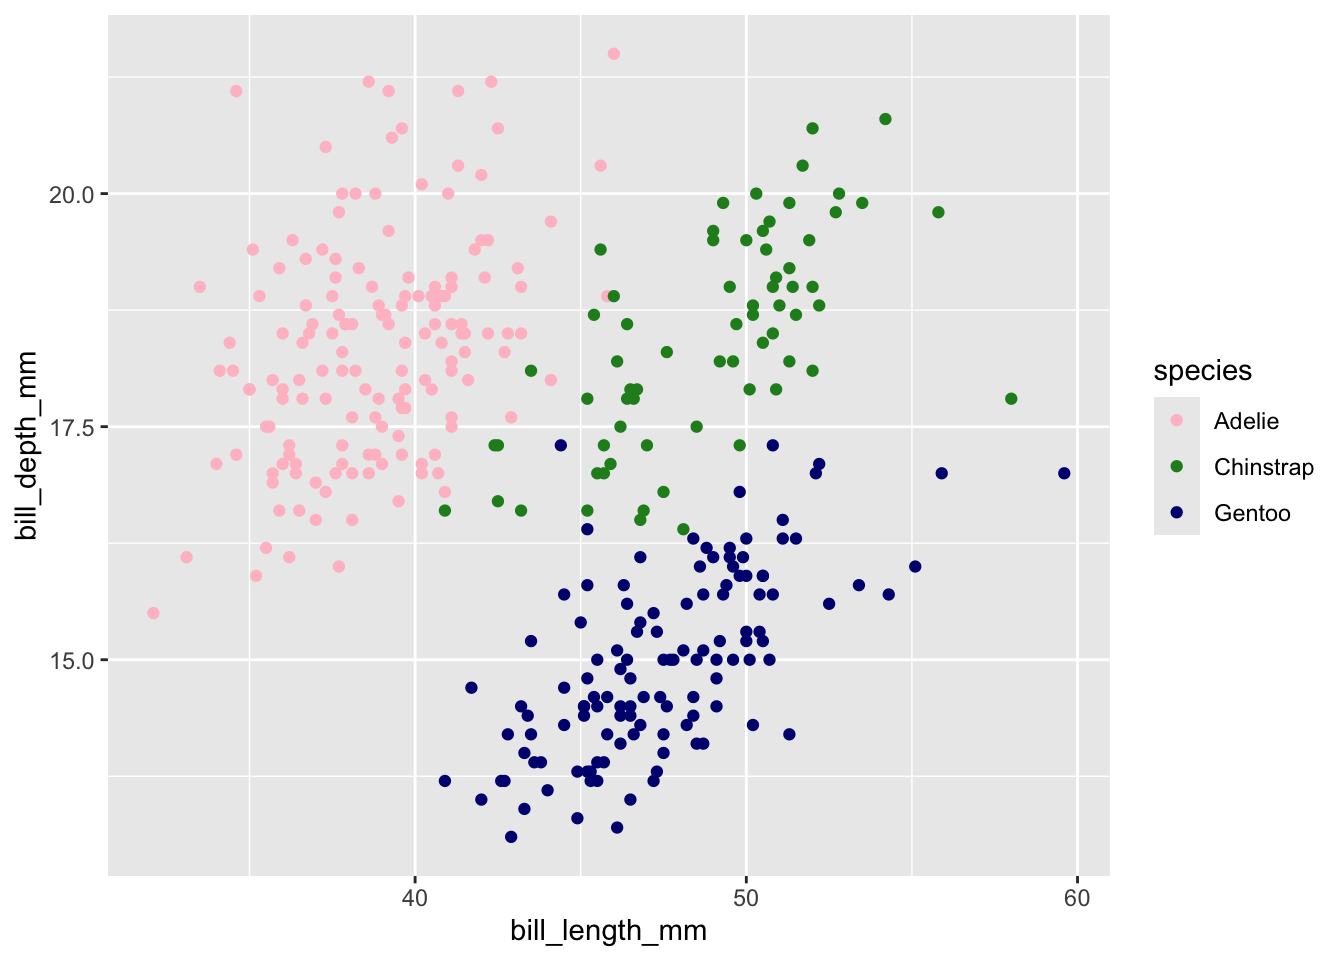 20.0
17.5
15.0
bill_depth_mm
40 50 60
bill_length_mm
species
Adelie
Chinstrap
Gentoo